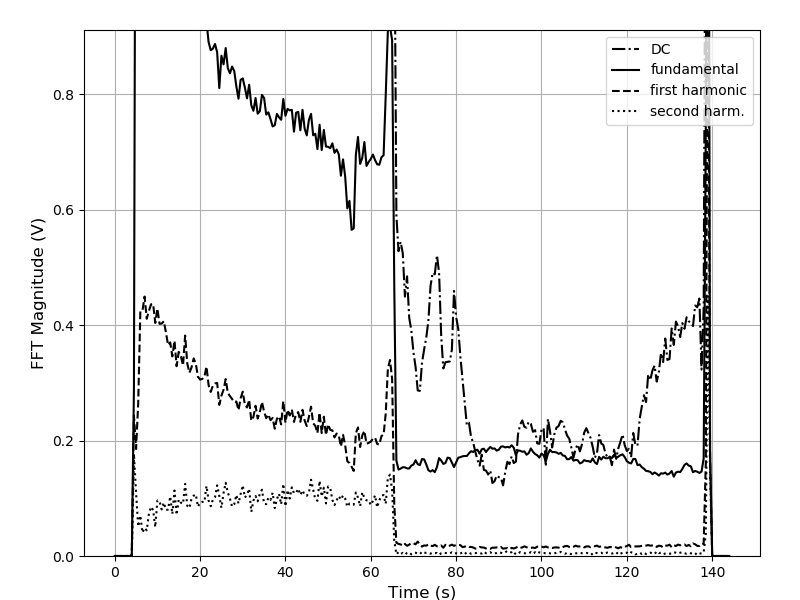 DC
fundamental
first harmonic
second harm.
0.8
0.6
0.4
0.2
0.0
FFT Magnitude (V)
0 20 40 60 80 100 120 140
Time (s)